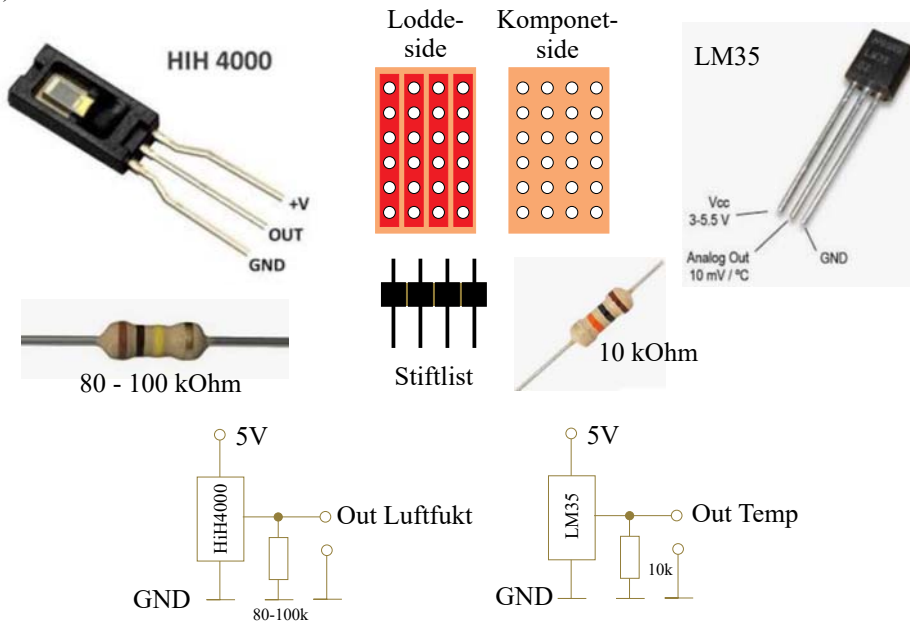 Lodde-
side
Komponet-
side
HIH 4000
LM35
+V
OUT
GND
Vcc
3-5.5 V
Analog Out
10 mV / ºC
GND
80 - 100 kOhm
Stiftlist
10 kOhm
5V
HiH4000
Out Luftfukt
GND
80-100k
5V
LM35
Out Temp
10k
GND